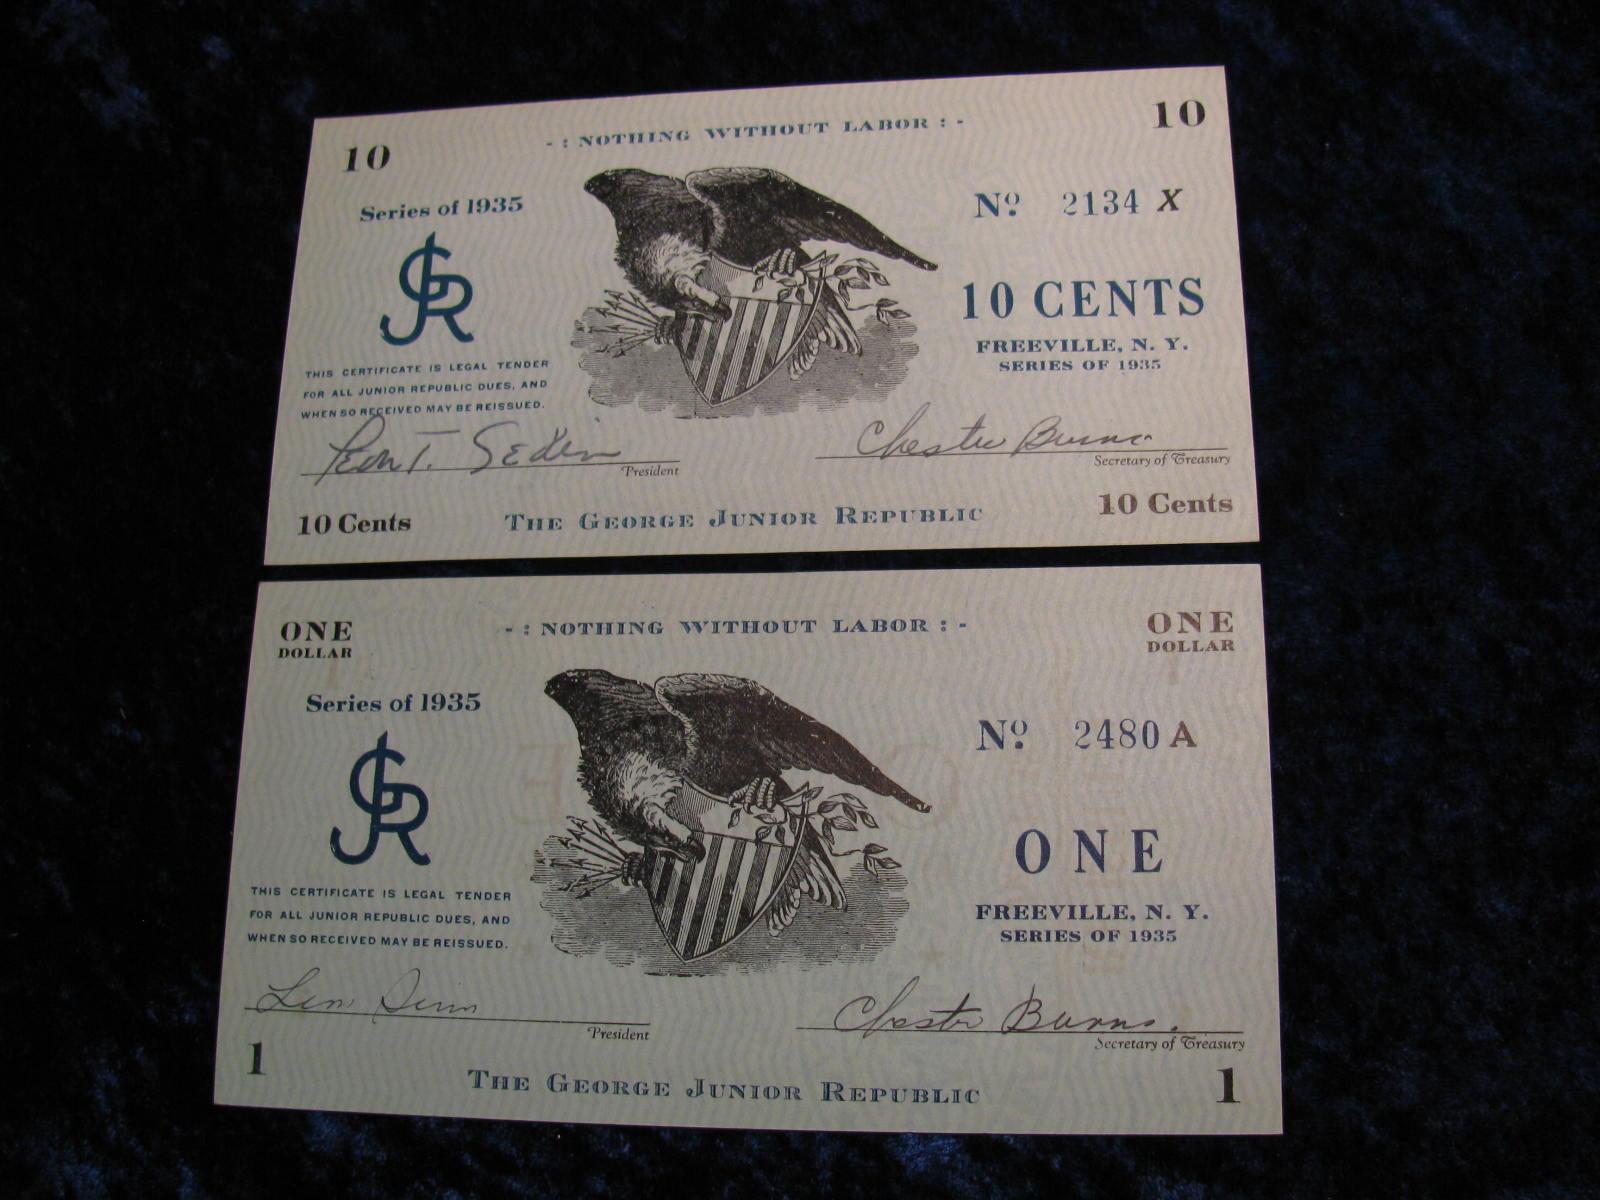 10
-: NOTHING WITHOUT LABOR :-
10
Series of 1935
Nº 2134 X
GJR
10 CENTS
FREEVILLE, N. Y.
SERIES OF 1935
THIS CERTIFICATE IS LEGAL TENDER
FOR ALL JUNIOR REPUBLIC DUES, AND
WHEN SO RECEIVED MAY BE REISSUED.
Chester Burns
President
Secretary of Treasury
10 Cents
THE GEORGE JUNIOR REPUBLIC
10 Cents
ONE
DOLLAR
-: NOTHING WITHOUT LABOR :-
ONE
DOLLAR
Series of 1935
Nº 2480 A
GJR
ONE
FREEVILLE, N. Y.
SERIES OF 1935
THIS CERTIFICATE IS LEGAL TENDER
FOR ALL JUNIOR REPUBLIC DUES, AND
WHEN SO RECEIVED MAY BE REISSUED.
Chester Burns.
President
Secretary of Treasury
1
THE GEORGE JUNIOR REPUBLIC
1